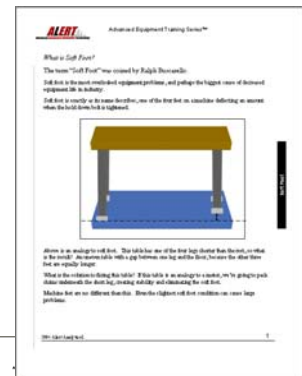 ALERT
Advanced Equipment Training Series™
What is Soft Foot?
The term "Soft Foot" was coined by Ralph Buscarello.
Soft foot is the most overlooked equipment problems, and perhaps the biggest cause of decreased
equipment life in industry.
Soft foot is exactly as its name describes, one of the four feet on a machine deflecting an amount
when the hold down bolt is tightened.
Soft Foot
Above is an analogy to soft foot. This table has one of the four legs shorter than the rest, so what
is the result? An uneven table with a gap between one leg and the floor, because the other three
feet are equally longer.
What is the solution to fixing this table? If this table is an analogy to a motor, we're going to pack
shims underneath the short leg, creating stability and eliminating the soft foot.
Machine feet are no different than this. Even the slightest soft foot condition can cause large
problems.